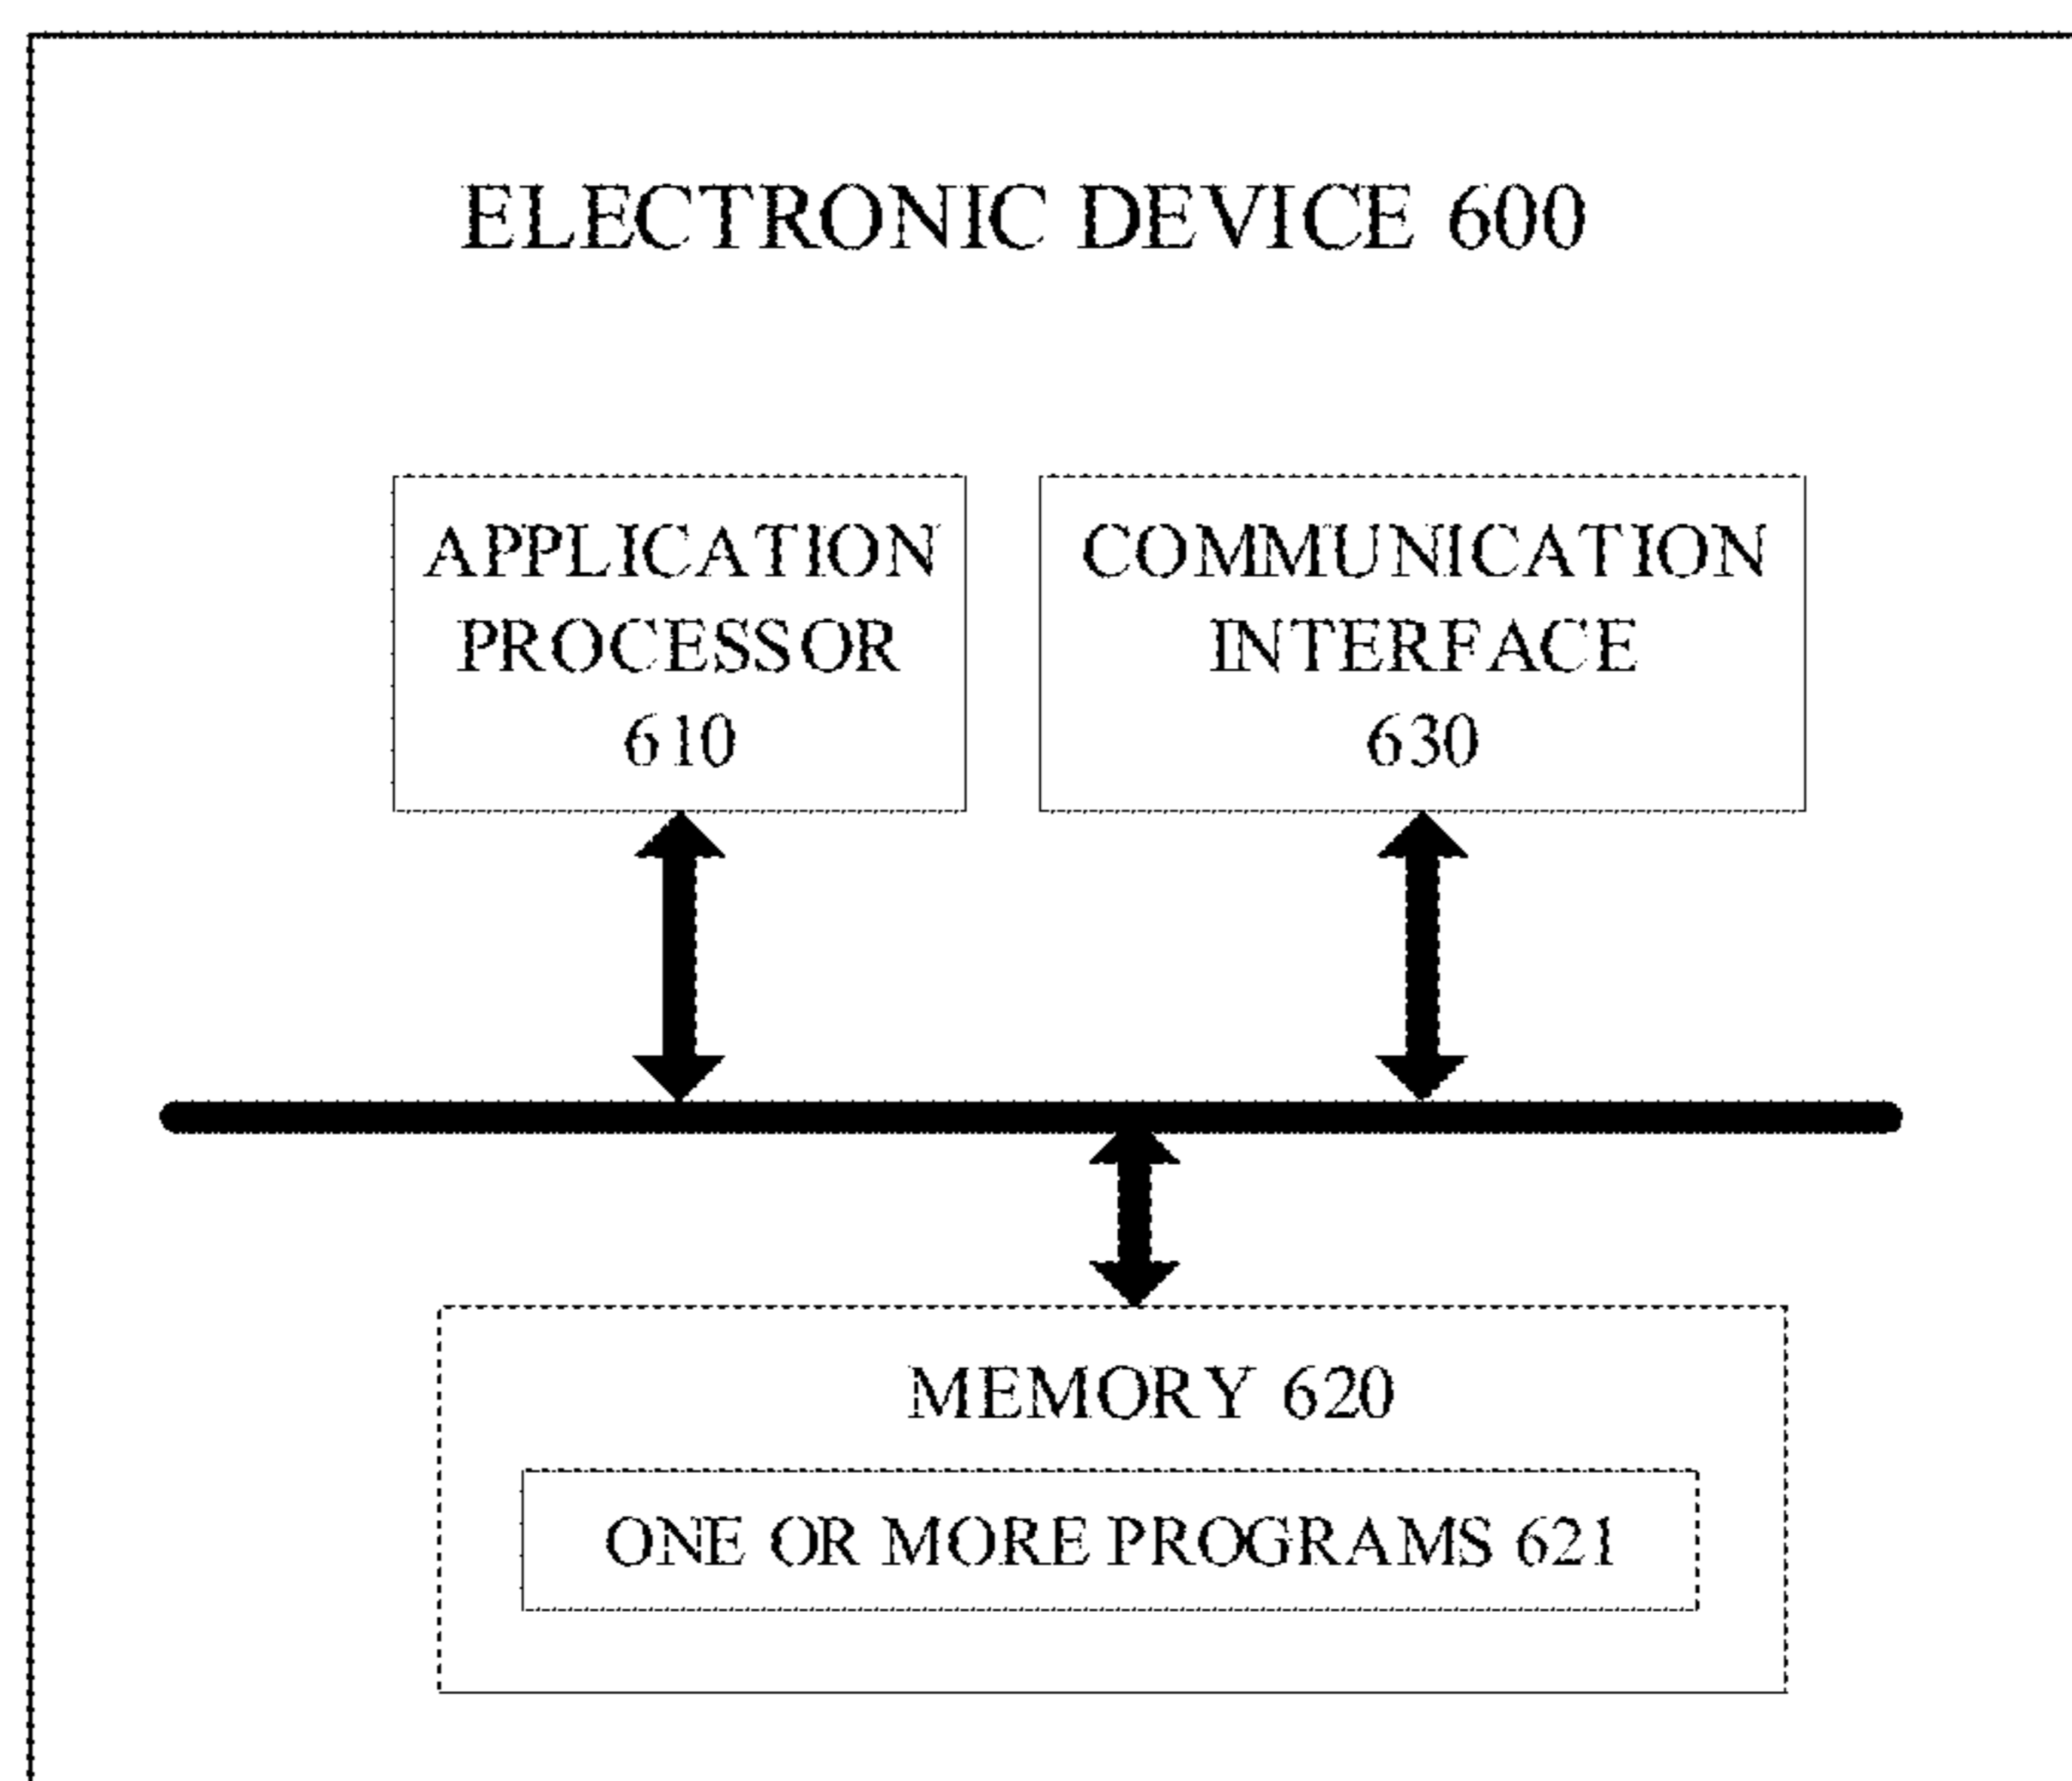 ELECTRONIC DEVICE 600
APPLICATION
PROCESSOR
610
COMMUNICATION
INTERFACE
630
MEMORY 620
ONE OR MORE PROGRAMS 621